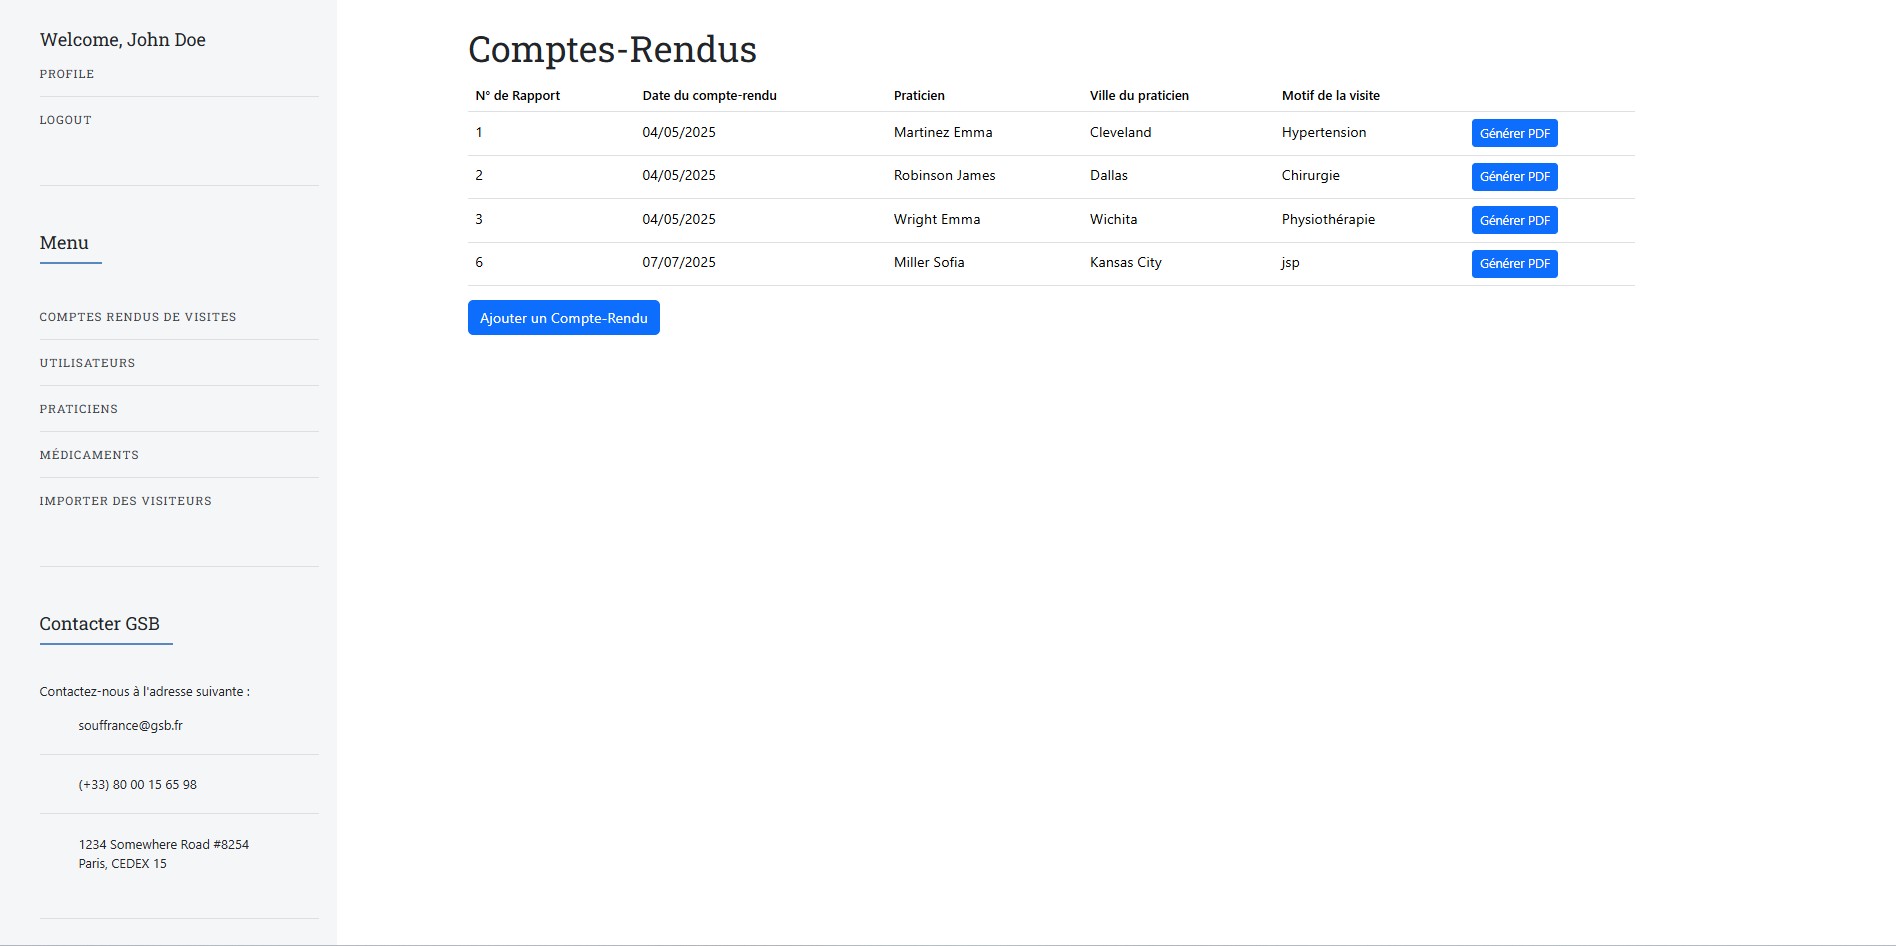 Welcome, John Doe
PROFILE
LOGOUT
Menu
COMPTES RENDUS DE VISITES
UTILISATEURS
PRATICIENS
MÉDICAMENTS
IMPORTER DES VISITEURS
Contacter GSB
Contactez-nous à l'adresse suivante :
souffrance@gsb.fr
(+33) 80 00 15 65 98
1234 Somewhere Road #8254
Paris, CEDEX 15
Comptes-Rendus
N° de Rapport Date du compte-rendu Praticien Ville du praticien Motif de la visite
1 04/05/2025 Martinez Emma Cleveland Hypertension Générer PDF
2 04/05/2025 Robinson James Dallas Chirurgie Générer PDF
3 04/05/2025 Wright Emma Wichita Physiothérapie Générer PDF
6 07/07/2025 Miller Sofia Kansas City jsp Générer PDF
Ajouter un Compte-Rendu